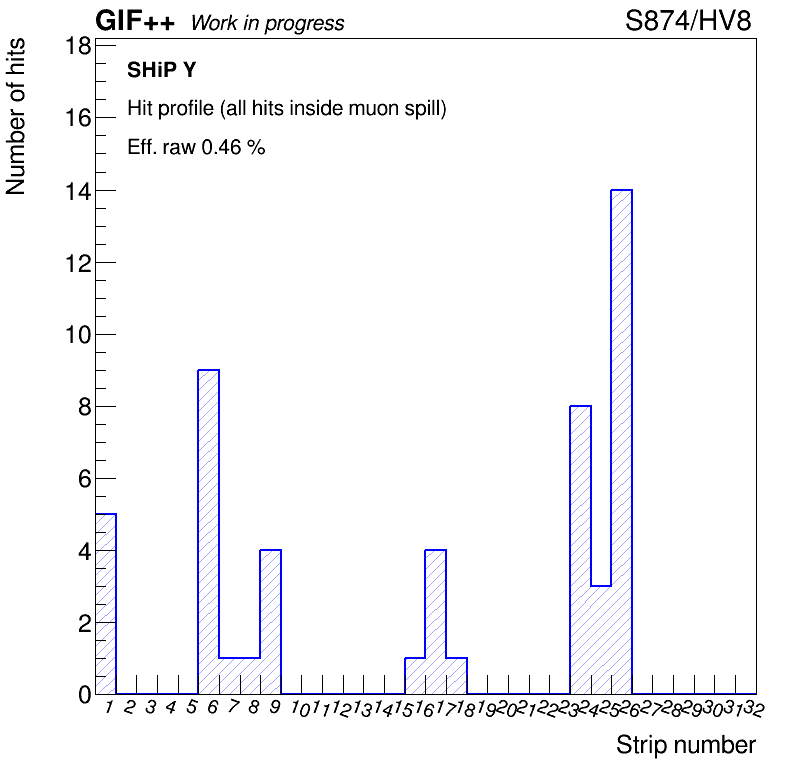 GIF++ Work in progress S874/HV8
Number of hits
SHiP Y
Hit profile (all hits inside muon spill)
Eff. raw 0.46 %
18
16
14
12
10
8
6
4
2
0
1 2 3 4 5 6 7 8 9 10 11 12 13 14 15 16 17 18 19 20 21 22 23 24 25 26 27 28 29 30 31 32
Strip number